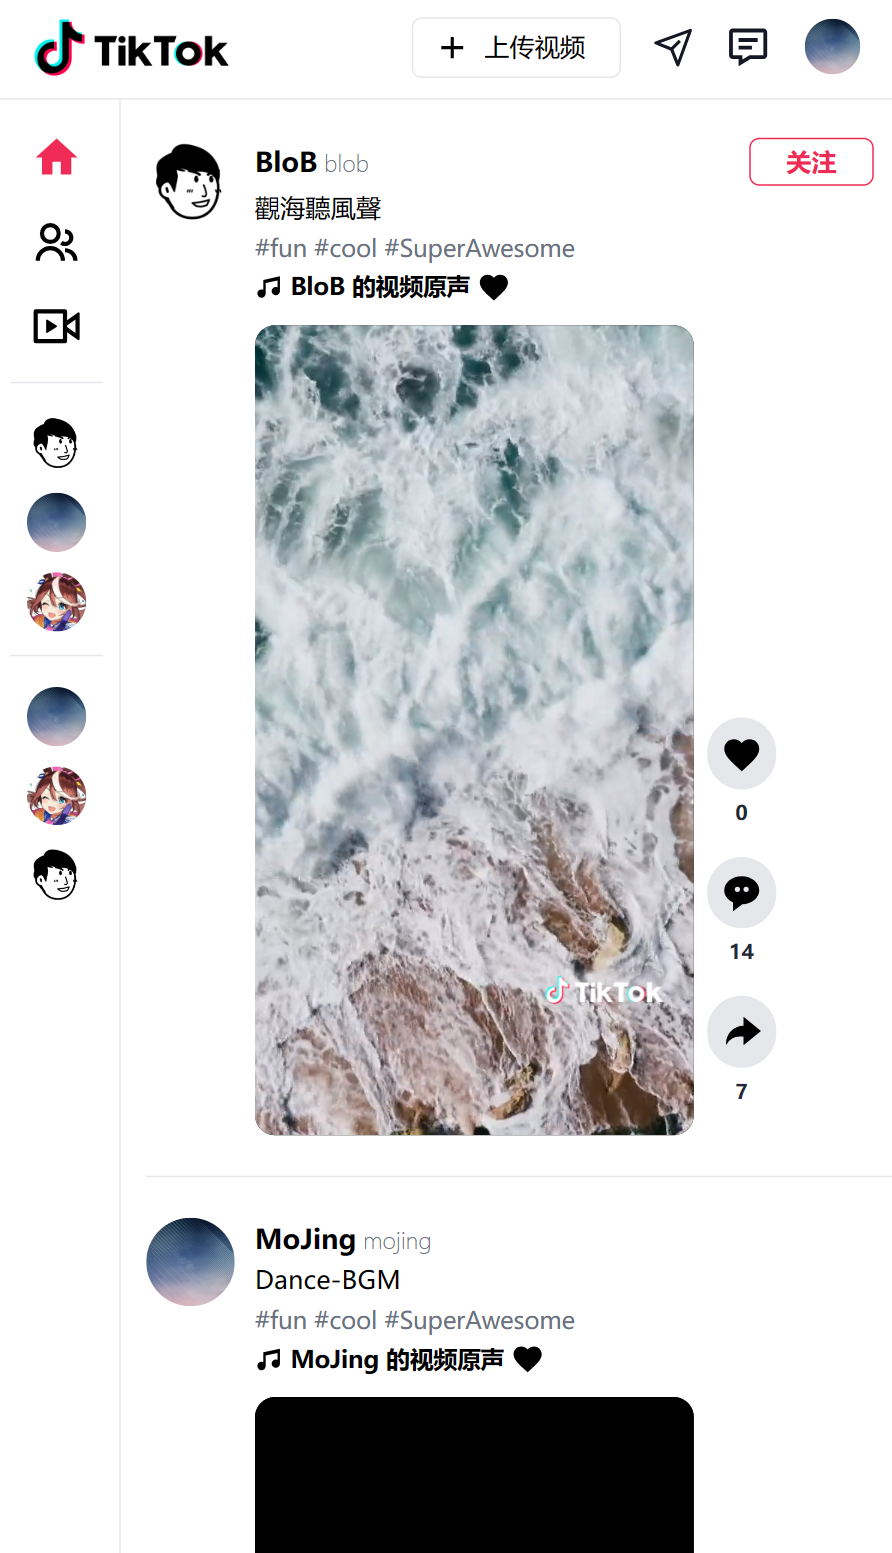 TikTok
上传视频
BloB blob
关注
觀海聽風聲
#fun #cool #SuperAwesome
BloB 的视频原声
0
14
TikTok
7
MoJing mojing
Dance-BGM
#fun #cool #SuperAwesome
MoJing 的视频原声